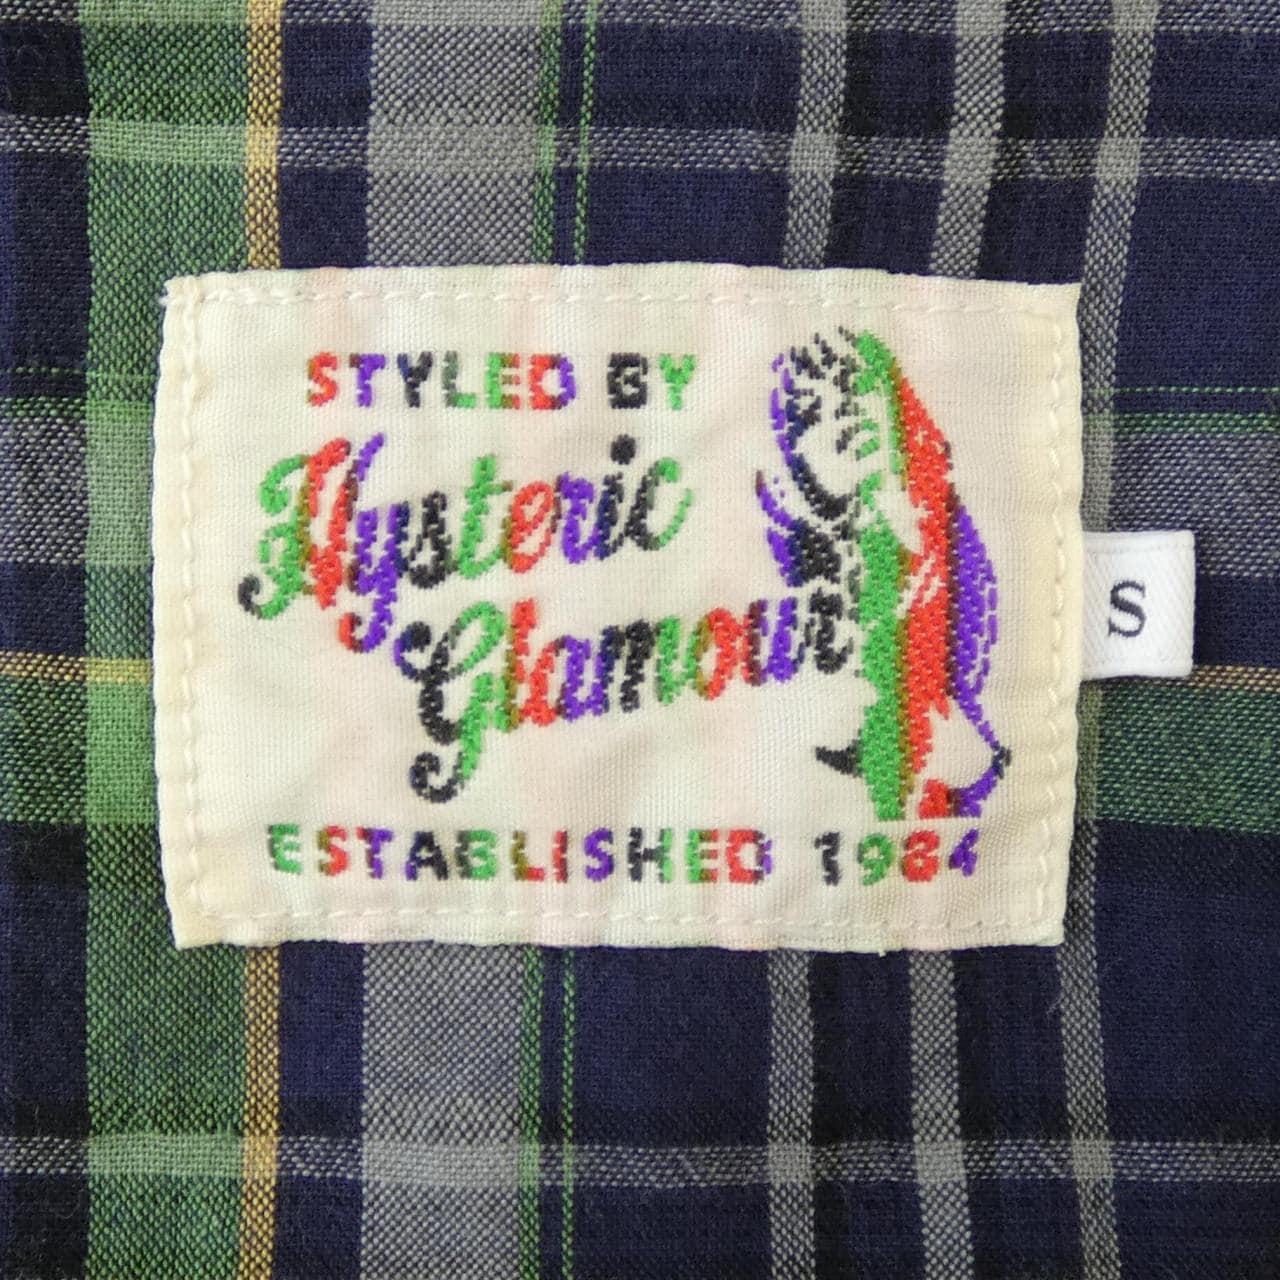 STYLED BY
Hysteric
Glamour
ESTABLISHED 1984
S